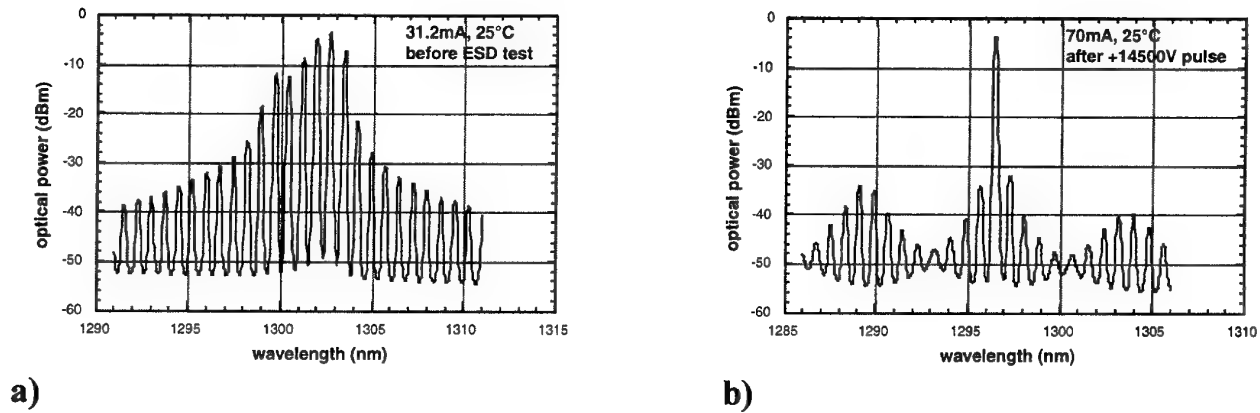 0
-10
-20
-30
-40
-50
-60
optical power (dBm)
31.2mA, 25°C
before ESD test
1290
1295
1300
1305
1310
1315
wavelength (nm)
a)
0
-10
-20
-30
-40
-50
-60
optical power (dBm)
70mA, 25°C
after +14500V pulse
1285
1290
1295
1300
1305
1310
wavelength (nm)
b)